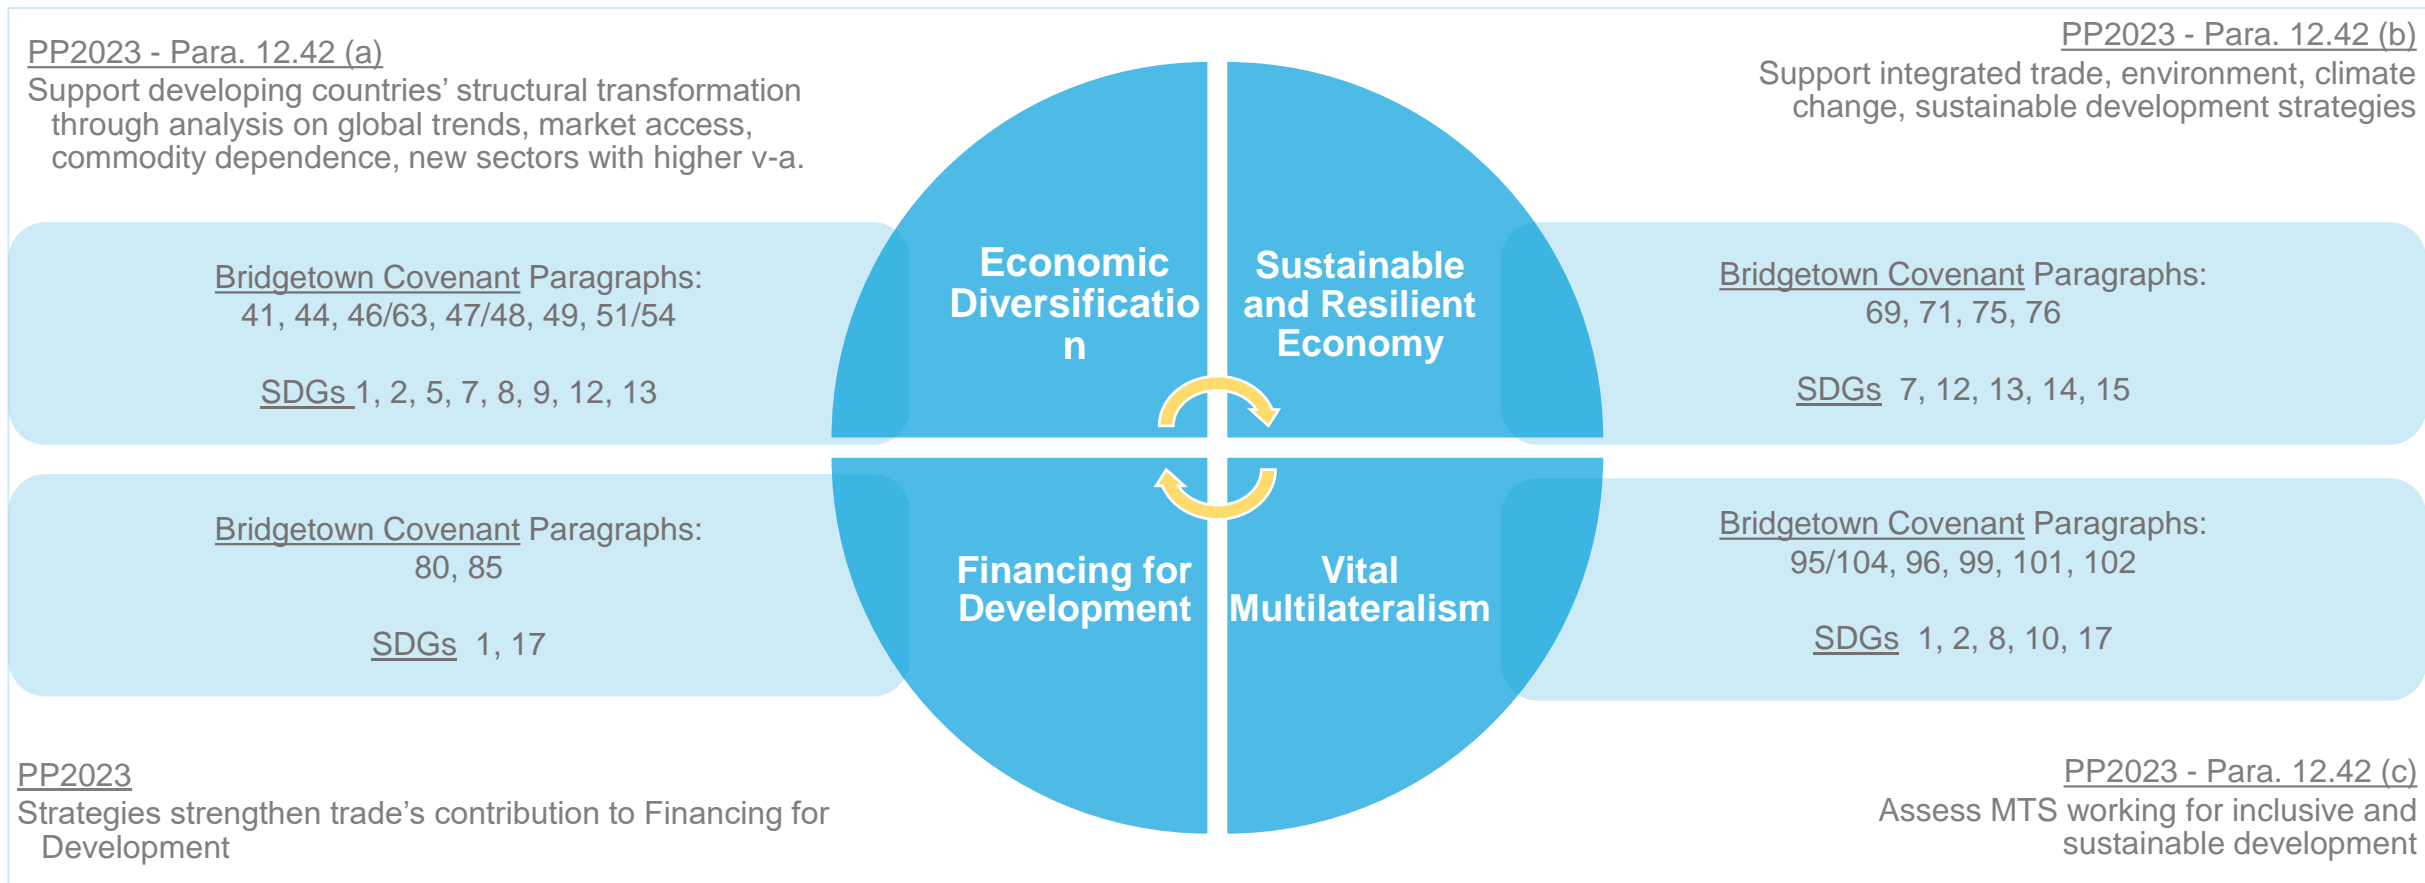 PP2023 - Para. 12.42 (a)
Support developing countries’ structural transformation
through analysis on global trends, market access,
commodity dependence, new sectors with higher v-a.
PP2023 - Para. 12.42 (b)
Support integrated trade, environment, climate
change, sustainable development strategies
Bridgetown Covenant Paragraphs:
41, 44, 46/63, 47/48, 49, 51/54
SDGs 1, 2, 5, 7, 8, 9, 12, 13
Economic
Diversificatio
n
Sustainable
and Resilient
Economy
Bridgetown Covenant Paragraphs:
69, 71, 75, 76
SDGs 7, 12, 13, 14, 15
Bridgetown Covenant Paragraphs:
80, 85
SDGs 1, 17
Financing for
Development
Vital
Multilateralism
Bridgetown Covenant Paragraphs:
95/104, 96, 99, 101, 102
SDGs 1, 2, 8, 10, 17
PP2023
Strategies strengthen trade’s contribution to Financing for
Development
PP2023 - Para. 12.42 (c)
Assess MTS working for inclusive and
sustainable development